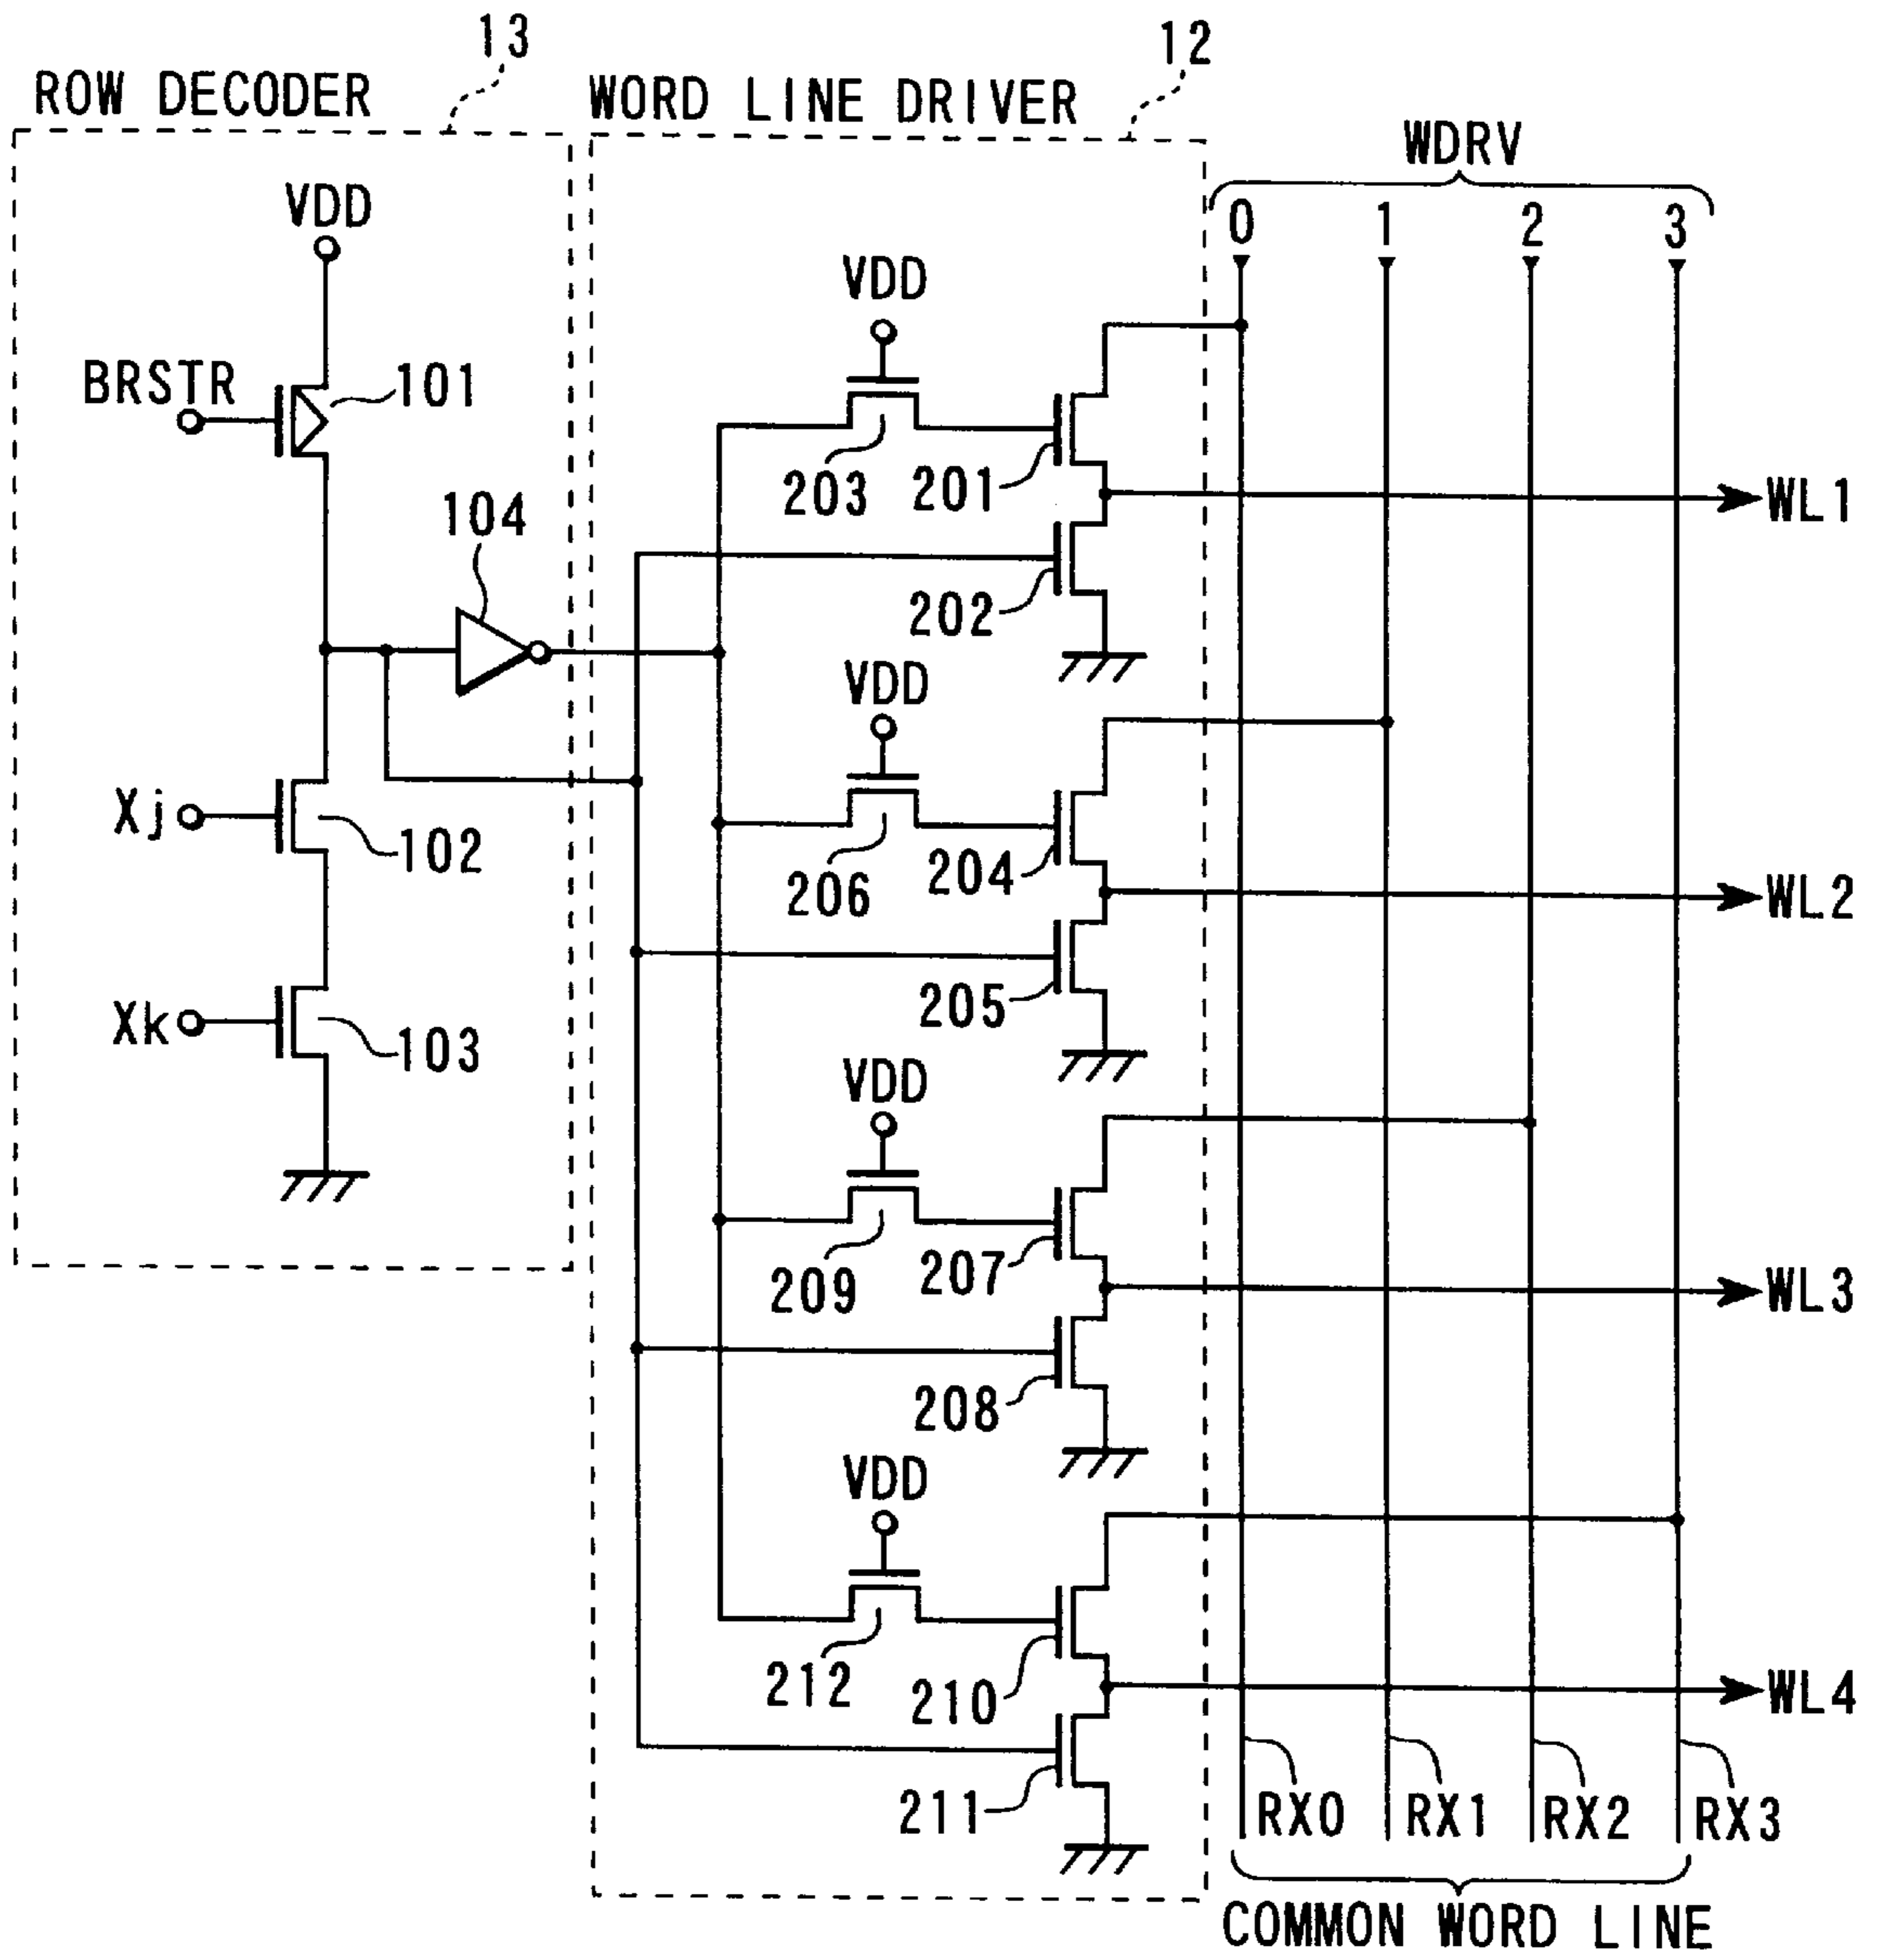 13
12
ROW DECODER
WORD LINE DRIVER
WDRV
0 1 2 3
VDD
VDD
BRSTR
101
203
201
WL1
104
202
VDD
Xj
102
206
204
WL2
205
Xk
103
VDD
209
207
WL3
208
VDD
212
210
WL4
211
RX0 RX1 RX2 RX3
COMMON WORD LINE